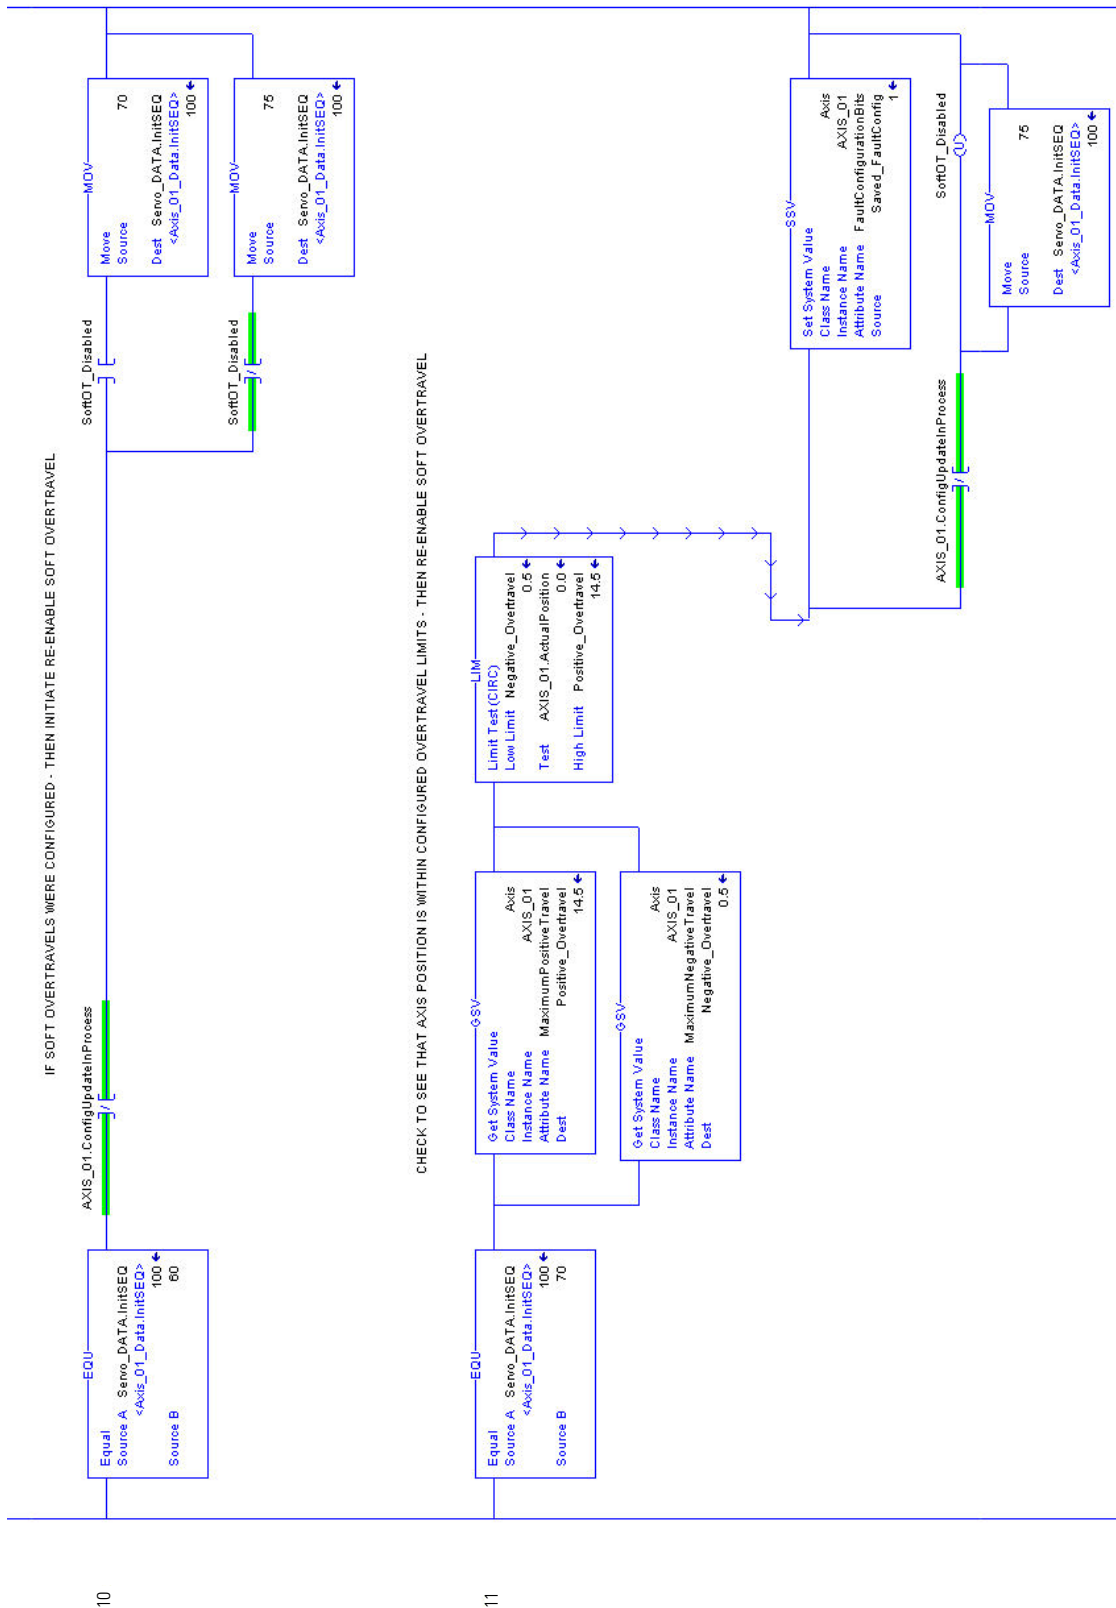 10
IF SOFT OVERTRAVELS WERE CONFIGURED - THEN INITIATE RE-ENABLE SOFT OVERTRAVEL
EQU
Equal
Source A Servo_DATA.InitSEQ
<Axis_01_Data.InitSEQ>
100
Source B 60
AXIS_01.ConfigUpdateInProcess
/
SoftOT_Disabled
MOV
Move
Source 70
Dest Servo_DATA.InitSEQ
<Axis_01_Data.InitSEQ>
100
SoftOT_Disabled
/
MOV
Move
Source 75
Dest Servo_DATA.InitSEQ
<Axis_01_Data.InitSEQ>
100
11
CHECK TO SEE THAT AXIS POSITION IS WITHIN CONFIGURED OVERTRAVEL LIMITS - THEN RE-ENABLE SOFT OVERTRAVEL
EQU
Equal
Source A Servo_DATA.InitSEQ
<Axis_01_Data.InitSEQ>
100
Source B 70
GSV
Get System Value
Class Name Axis
Instance Name AXIS_01
Attribute Name MaximumPositiveTravel
Dest Positive_Overtravel
14.5
GSV
Get System Value
Class Name Axis
Instance Name AXIS_01
Attribute Name MaximumNegativeTravel
Dest Negative_Overtravel
0.5
LIM
Limit Test (CIRC)
Low Limit Negative_Overtravel
0.5
Test AXIS_01.ActualPosition
0.0
High Limit Positive_Overtravel
14.5
SSV
Set System Value
Class Name Axis
Instance Name AXIS_01
Attribute Name FaultConfigurationBits
Source Saved_FaultConfig
1
AXIS_01.ConfigUpdateInProcess
/
SoftOT_Disabled
U
MOV
Move
Source 75
Dest Servo_DATA.InitSEQ
<Axis_01_Data.InitSEQ>
100